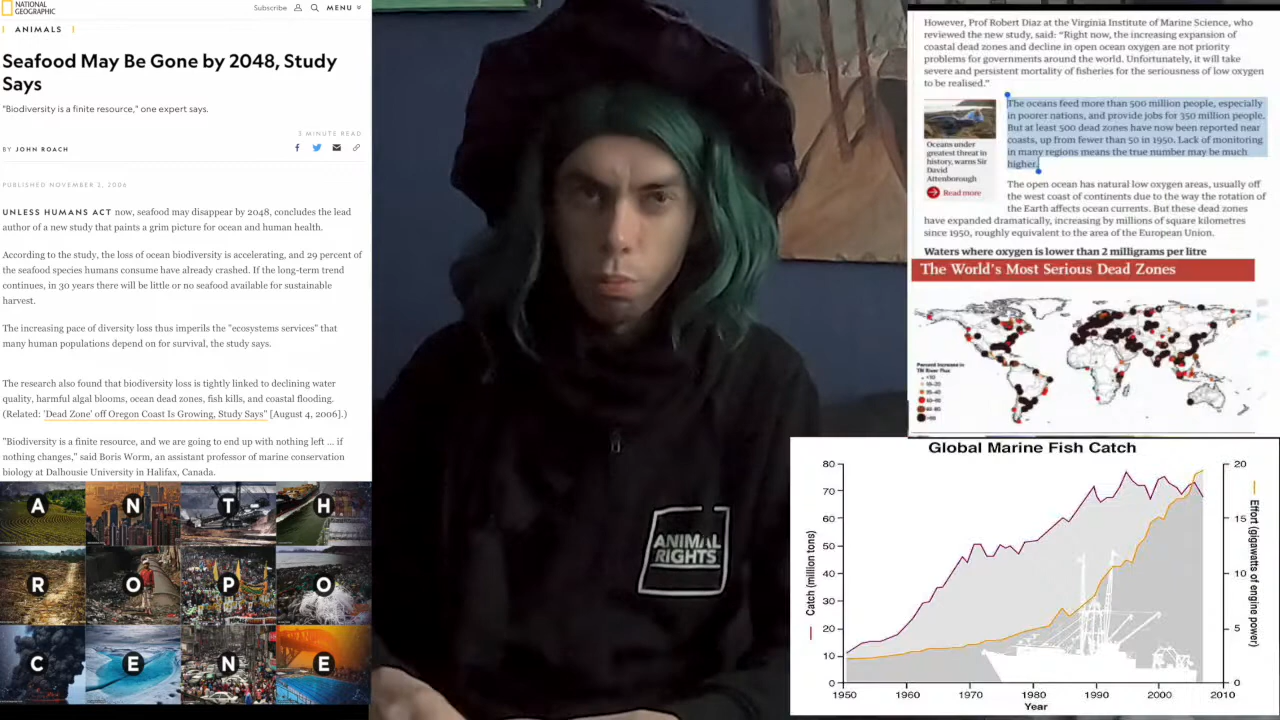 NATIONAL
GEOGRAPHIC
Subscribe
MENU
ANIMALS
Seafood May Be Gone by 2048, Study
Says
"Biodiversity is a finite resource," one expert says.
3 MINUTE READ
BY JOHN ROACH
PUBLISHED NOVEMBER 2, 2006
UNLESS HUMANS ACT now, seafood may disappear by 2048, concludes the lead
author of a new study that paints a grim picture for ocean and human health.
According to the study, the loss of ocean biodiversity is accelerating, and 29 percent of
the seafood species humans consume have already crashed. If the long-term trend
continues, in 30 years there will be little or no seafood available for sustainable
harvest.
The increasing pace of diversity loss thus imperils the "ecosystems services" that
many human populations depend on for survival, the study says.
The research also found that biodiversity loss is tightly linked to declining water
quality, harmful algal blooms, ocean dead zones, fish kills, and coastal flooding.
(Related: 'Dead Zone' off Oregon Coast Is Growing, Study Says" [August 4, 2006].)
"Biodiversity is a finite resource, and we are going to end up with nothing left ... if
nothing changes," said Boris Worm, an assistant professor of marine conservation
biology at Dalhousie University in Halifax, Canada.
A N T H
R O P O
C E N E
ANIMAL
RIGHTS
However, Prof Robert Diaz at the Virginia Institute of Marine Science, who
reviewed the new study, said: “Right now, the increasing expansion of
coastal dead zones and decline in open ocean oxygen are not priority
problems for governments around the world. Unfortunately, it will take
severe and persistent mortality of fisheries for the seriousness of low oxygen
to be realised.”
The oceans feed more than 500 million people, especially
in poorer nations, and provide jobs for 350 million people.
But at least 500 dead zones have now been reported near
coasts, up from fewer than 50 in 1950. Lack of monitoring
in many regions means the true number may be much
higher.
Oceans under
greatest threat in
history, warns Sir
David
Attenborough
Read more
The open ocean has natural low oxygen areas, usually off
the west coast of continents due to the way the rotation of
the Earth affects ocean currents. But these dead zones
have expanded dramatically, increasing by millions of square kilometres
since 1950, roughly equivalent to the area of the European Union.
Waters where oxygen is lower than 2 milligrams per litre
The World's Most Serious Dead Zones
Percent Increase in
TN River Flux
Global Marine Fish Catch
Catch (million tons)
80
70
60
50
40
30
20
10
0
20
15
10
5
0
Effort (gigawatts of engine power)
1950 1960 1970 1980 1990 2000 2010
Year